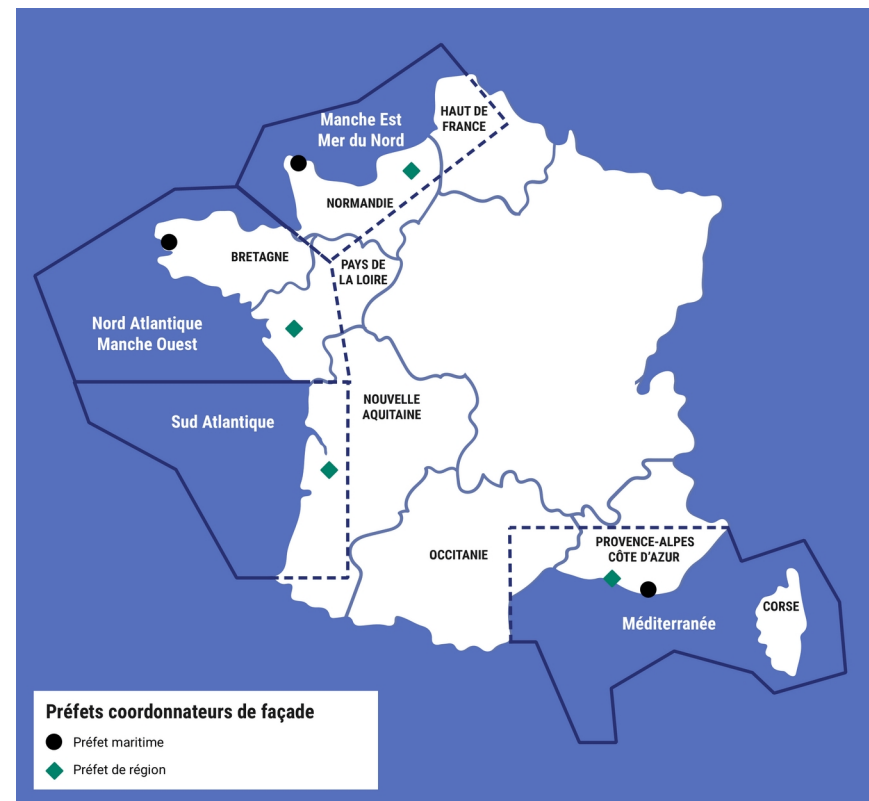 Manche Est
Mer du Nord
HAUT DE
FRANCE
NORMANDIE
BRETAGNE
PAYS DE
LA LOIRE
Nord Atlantique
Manche Ouest
Sud Atlantique
NOUVELLE
AQUITAINE
OCCITANIE
PROVENCE-ALPES
CÔTE D'AZUR
CORSE
Méditerranée
Préfets coordonnateurs de façade
Préfet maritime
Préfet de région